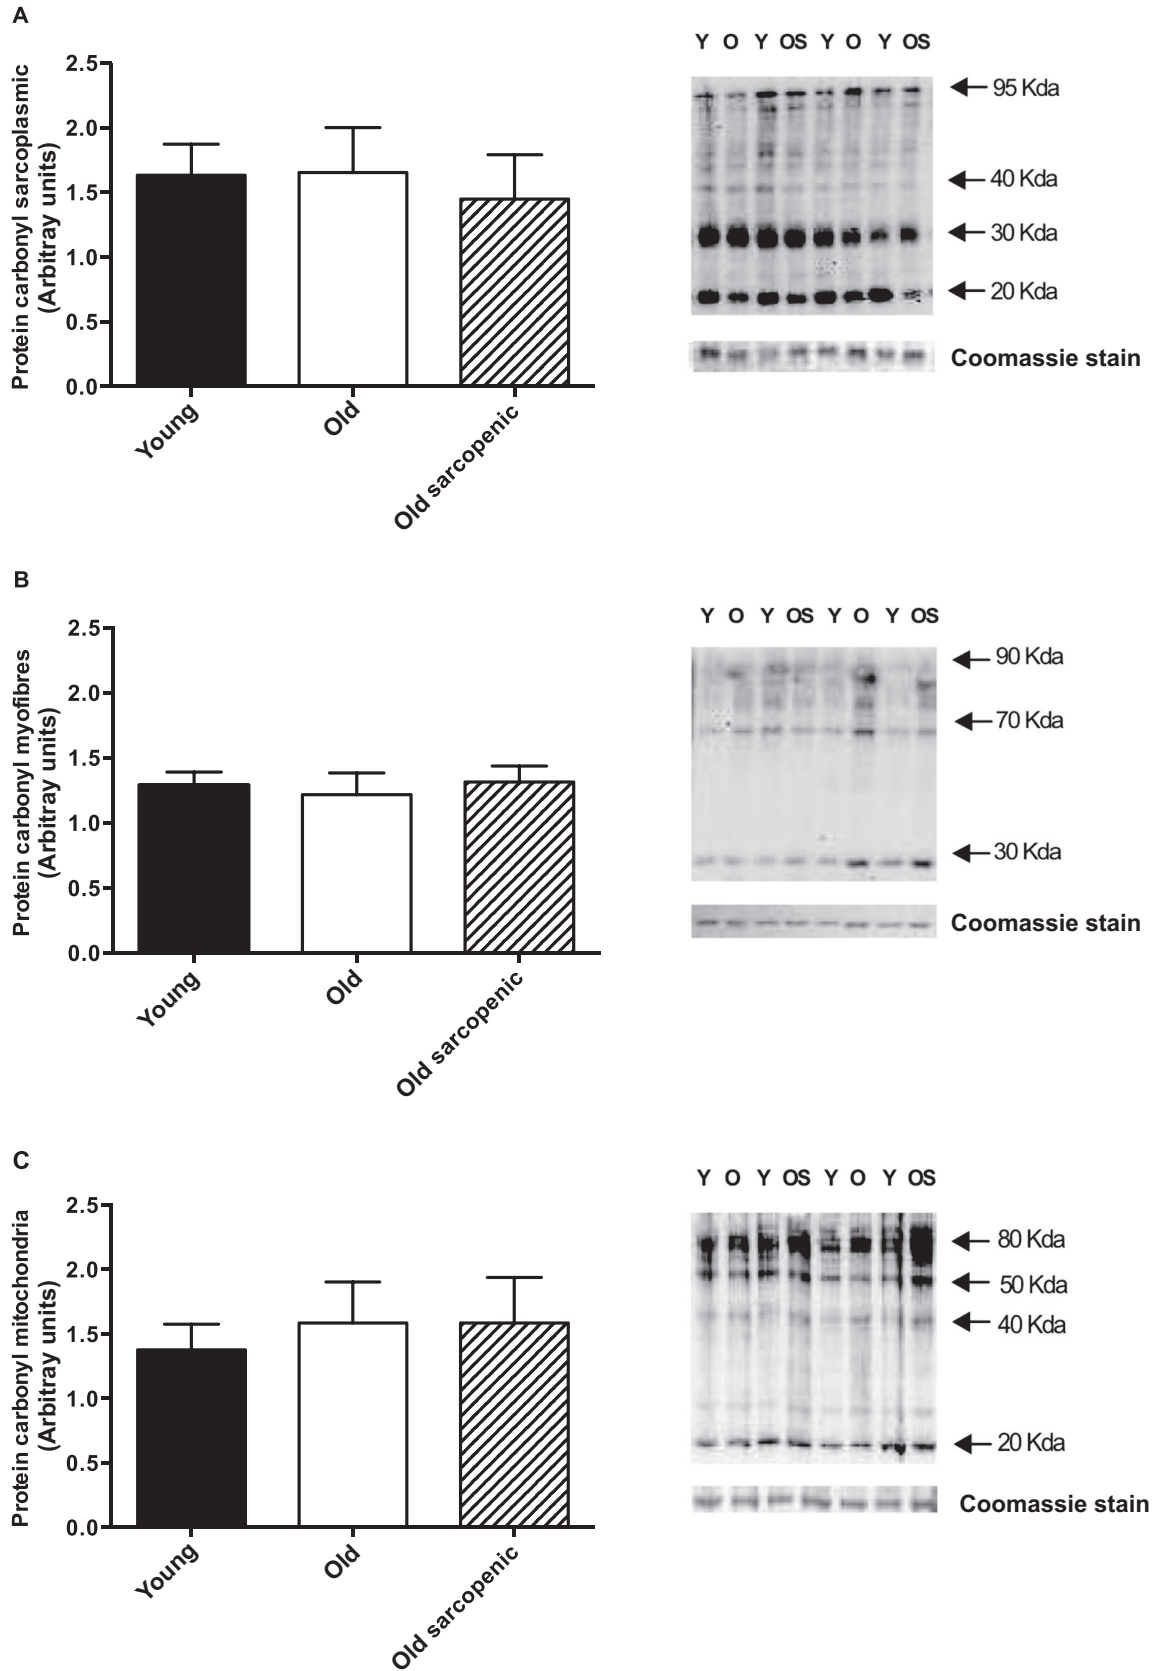 A
Y O Y OS Y O Y OS
Protein carbonyl sarcoplasmic
(Arbitray units)
2.5
2.0
1.5
1.0
0.5
0.0
Young
Old
Old sarcopenic
95 Kda
40 Kda
30 Kda
20 Kda
Coomassie stain
B
Y O Y OS Y O Y OS
Protein carbonyl myofibres
(Arbitray units)
2.5
2.0
1.5
1.0
0.5
0.0
Young
Old
Old sarcopenic
90 Kda
70 Kda
30 Kda
Coomassie stain
C
Y O Y OS Y O Y OS
Protein carbonyl mitochondria
(Arbitray units)
2.5
2.0
1.5
1.0
0.5
0.0
Young
Old
Old sarcopenic
80 Kda
50 Kda
40 Kda
20 Kda
Coomassie stain